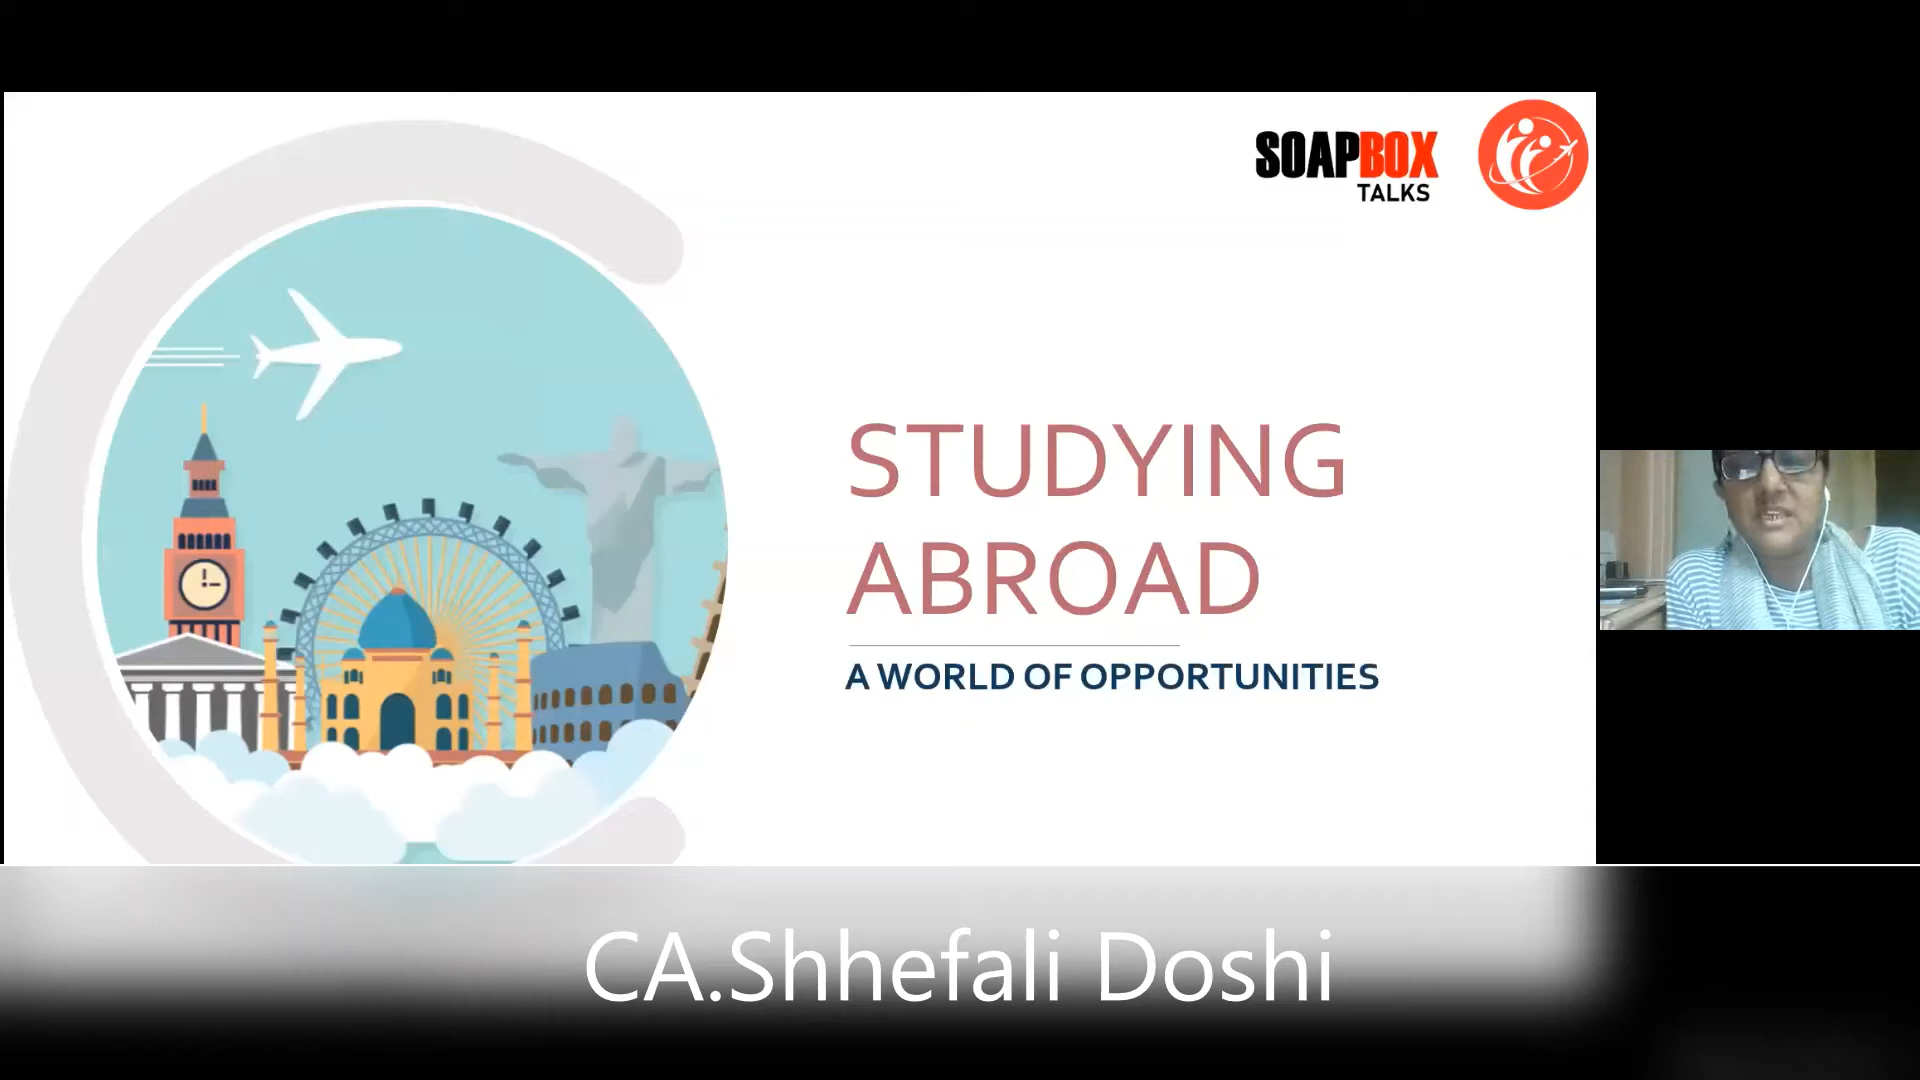 SOAPBOX
TALKS
STUDYING
ABROAD
A WORLD OF OPPORTUNITIES
CA.Shhefali Doshi